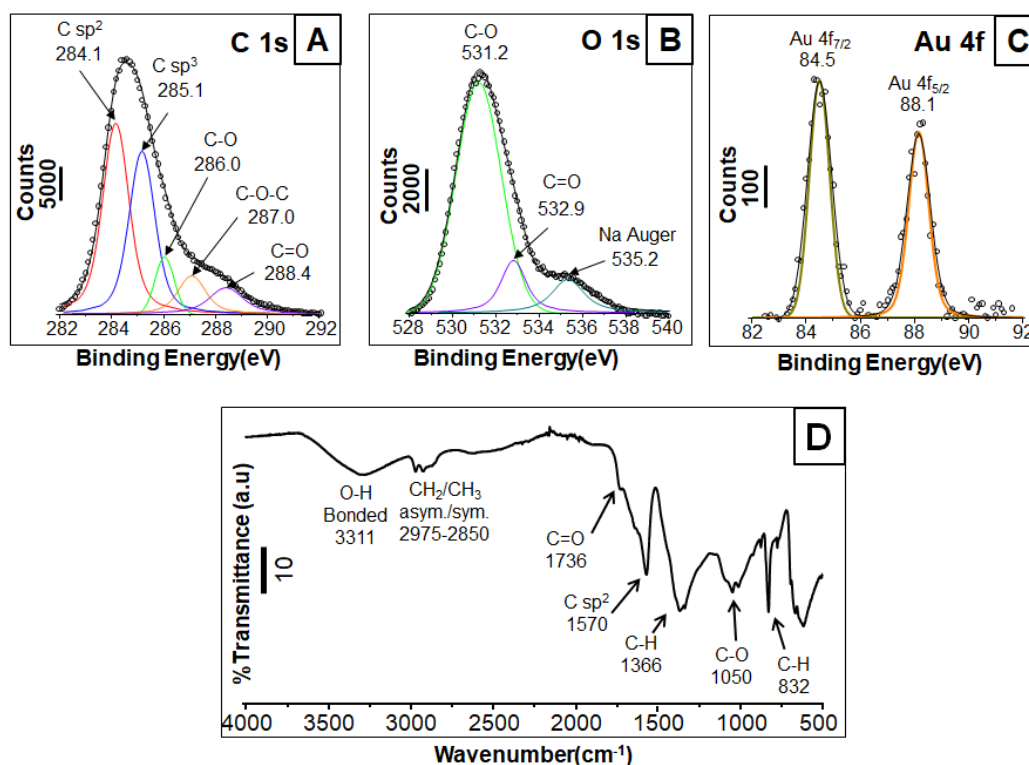 C 1s
A
C sp²
284.1
C sp³
285.1
C-O
286.0
C-O-C
287.0
C=O
288.4
Counts
5000
282 284 286 288 290 292
Binding Energy(eV)
O 1s
B
C-O
531.2
C=O
532.9
Na Auger
535.2
Counts
2000
528 530 532 534 536 538 540
Binding Energy(eV)
Au 4f
C
Au 4f₇/₂
84.5
Au 4f₅/₂
88.1
Counts
100
82 84 86 88 90 92
Binding Energy(eV)
D
O-H
Bonded
3311
CH₂/CH₃
asym./sym.
2975-2850
C=O
1736
C sp²
1570
C-H
1366
C-O
1050
C-H
832
% Transmittance (a.u)
10
4000 3500 3000 2500 2000 1500 1000 500
Wavenumber(cm⁻¹)